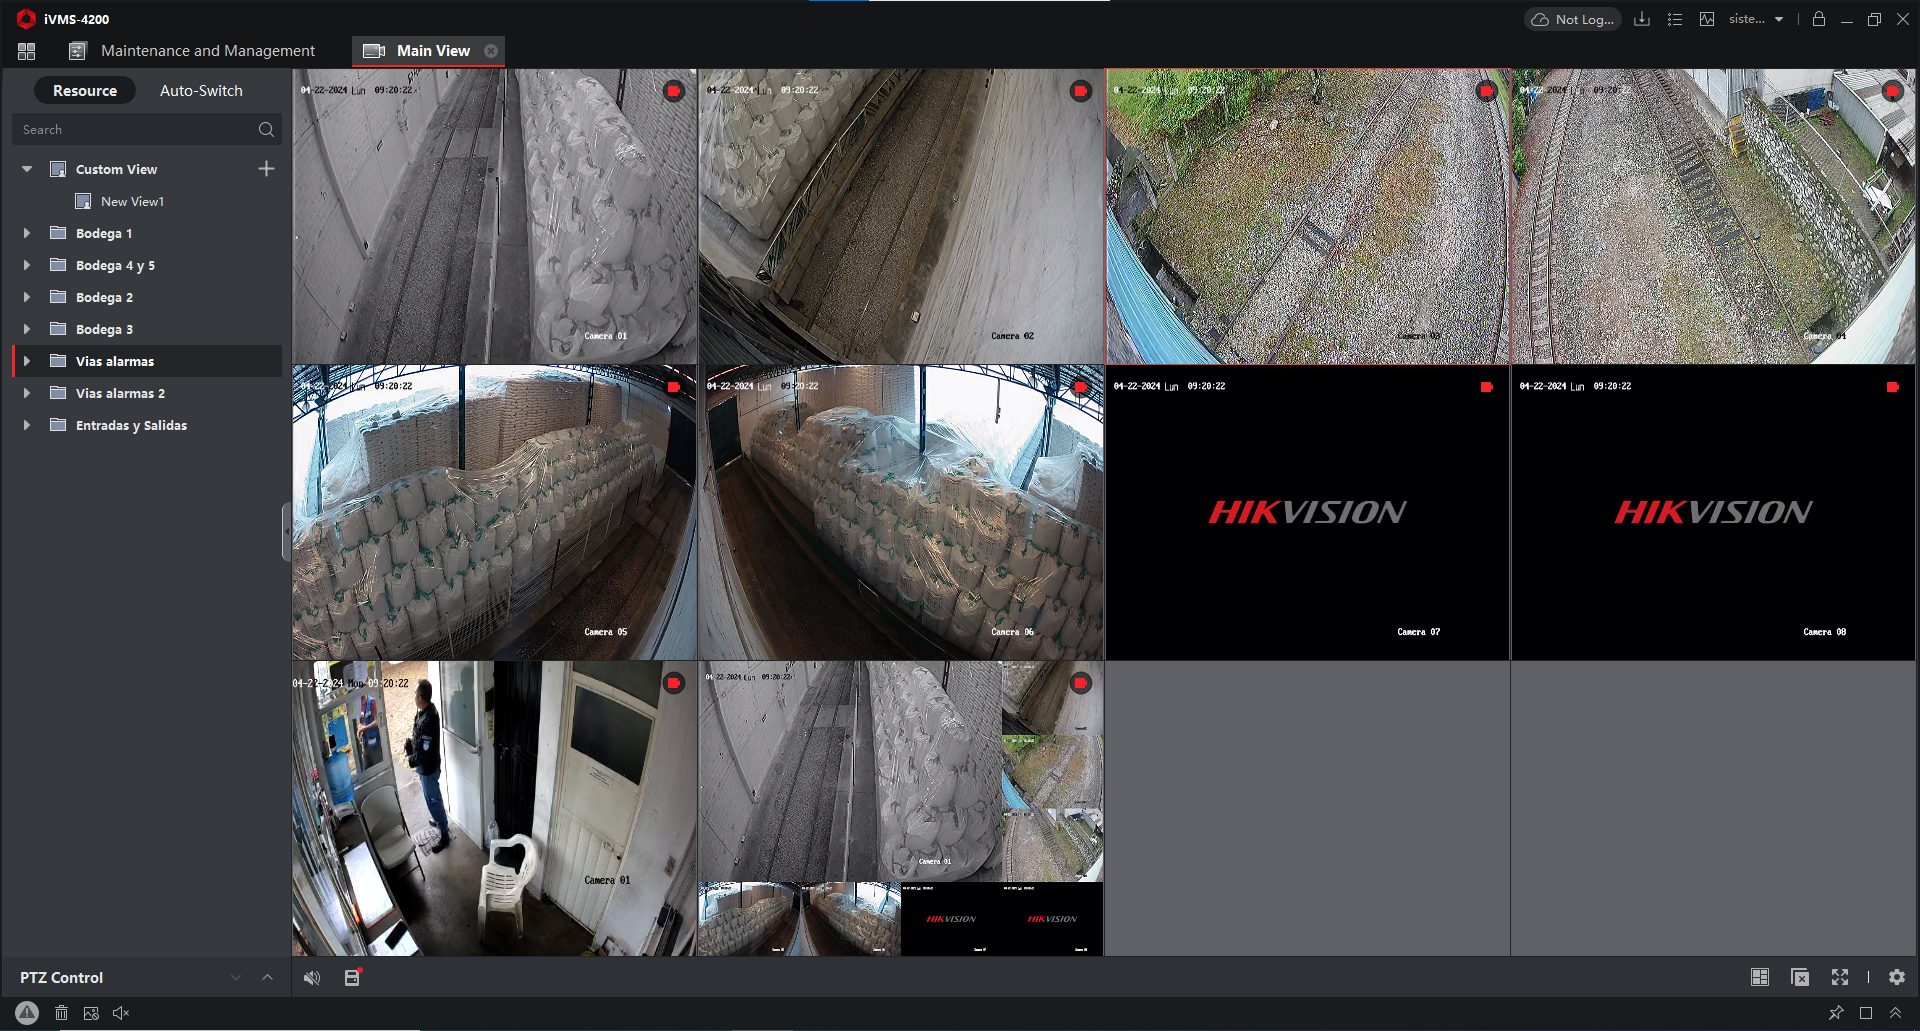 iVMS-4200
Not Log...
siste...
Maintenance and Management
Main View
Resource
Auto-Switch
Search
Custom View
New View1
Bodega 1
Bodega 4 y 5
Bodega 2
Bodega 3
Vias alarmas
Vias alarmas 2
Entradas y Salidas
PTZ Control
04-22-2024 Lun 09:20:22
Camera 01
04-22-2024 Lun 09:20:22
Camera 02
04-22-2024 Lun 09:20:22
Camera 03
04-22-2024 Lun 09:20:22
Camera 04
04-22-2024 Lun 09:20:22
Camera 05
04-22-2024 Lun 09:20:22
Camera 06
04-22-2024 Lun 09:20:22
HIKVISION
Camera 07
04-22-2024 Lun 09:20:22
HIKVISION
Camera 08
04-22-2024 Mon 09:20:22
Camera 01
04-22-2024 Lun 09:20:22
Camera 01
HIKVISION
HIKVISION